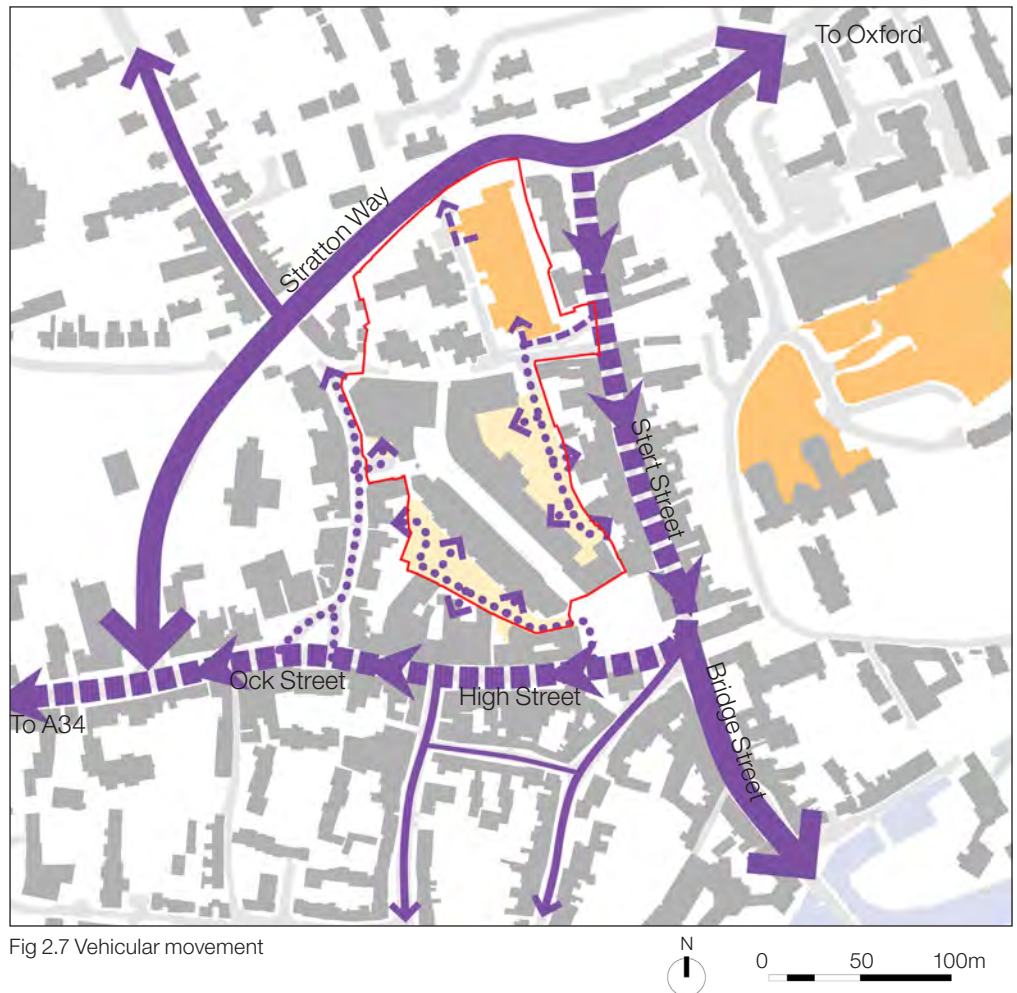 To Oxford
Stratton Way
Stert Street
Ock Street
High Street
Bridge Street
To A34
Fig 2.7 Vehicular movement
N
0 50 100m